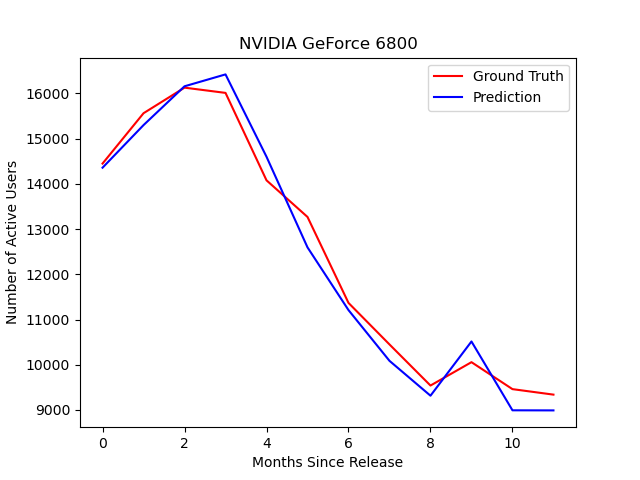 NVIDIA GeForce 6800
Ground Truth
Prediction
Number of Active Users
16000
15000
14000
13000
12000
11000
10000
9000
0 2 4 6 8 10
Months Since Release